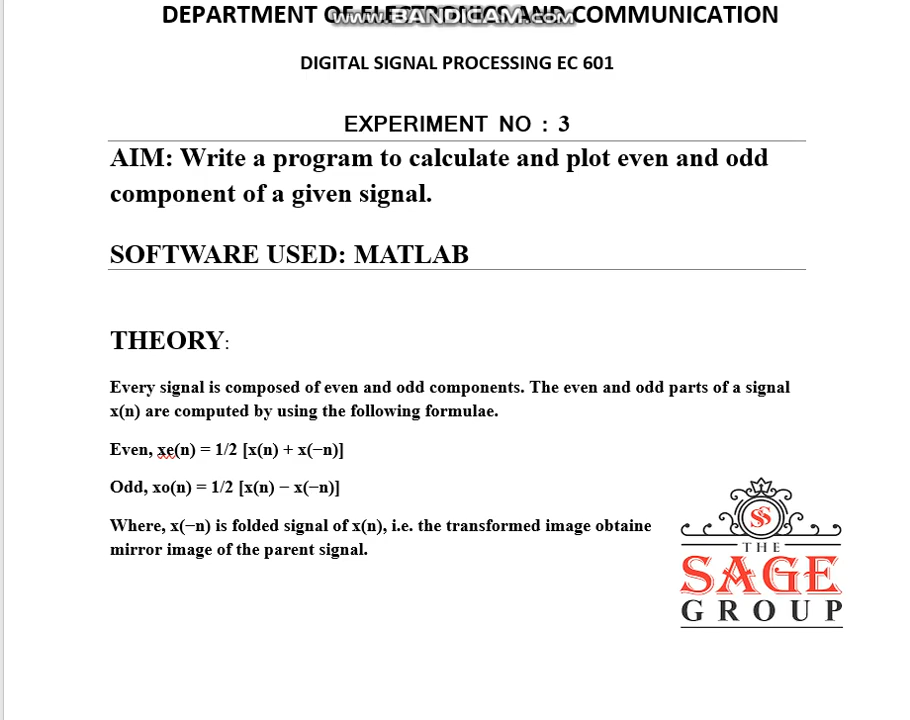 DEPARTMENT OF ELECTRONICS AND COMMUNICATION
www.BANDICAM.com
DIGITAL SIGNAL PROCESSING EC 601
EXPERIMENT NO : 3
AIM: Write a program to calculate and plot even and odd
component of a given signal.
SOFTWARE USED: MATLAB
THEORY:
Every signal is composed of even and odd components. The even and odd parts of a signal
x(n) are computed by using the following formulae.
Even, xe(n) = 1/2 [x(n) + x(−n)]
Odd, xo(n) = 1/2 [x(n) − x(−n)]
Where, x(−n) is folded signal of x(n), i.e. the transformed image obtaine
mirror image of the parent signal.
SS
THE
SAGE
GROUP